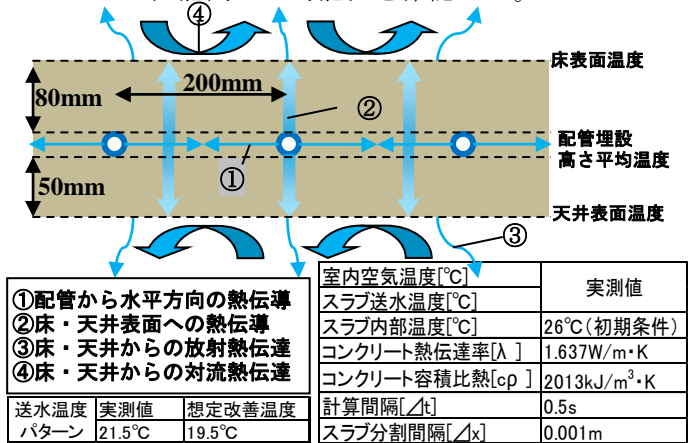 ④
床表面温度
80mm
200mm
②
配管埋設
高さ平均温度
①
50mm
天井表面温度
③
①配管から水平方向の熱伝導
②床・天井表面への熱伝導
③床・天井からの放射熱伝達
④床・天井からの対流熱伝達
送水温度 実測値 想定改善温度
パターン 21.5℃ 19.5℃
室内空気温度[℃] 実測値
スラブ送水温度[℃]
スラブ内部温度[℃] 26℃(初期条件)
コンクリート熱伝達率[λ ] 1.637W/m・K
コンクリート容積比熱[cρ ] 2013kJ/m³・K
計算間隔[⊿t] 0.5s
スラブ分割間隔[⊿x] 0.001m